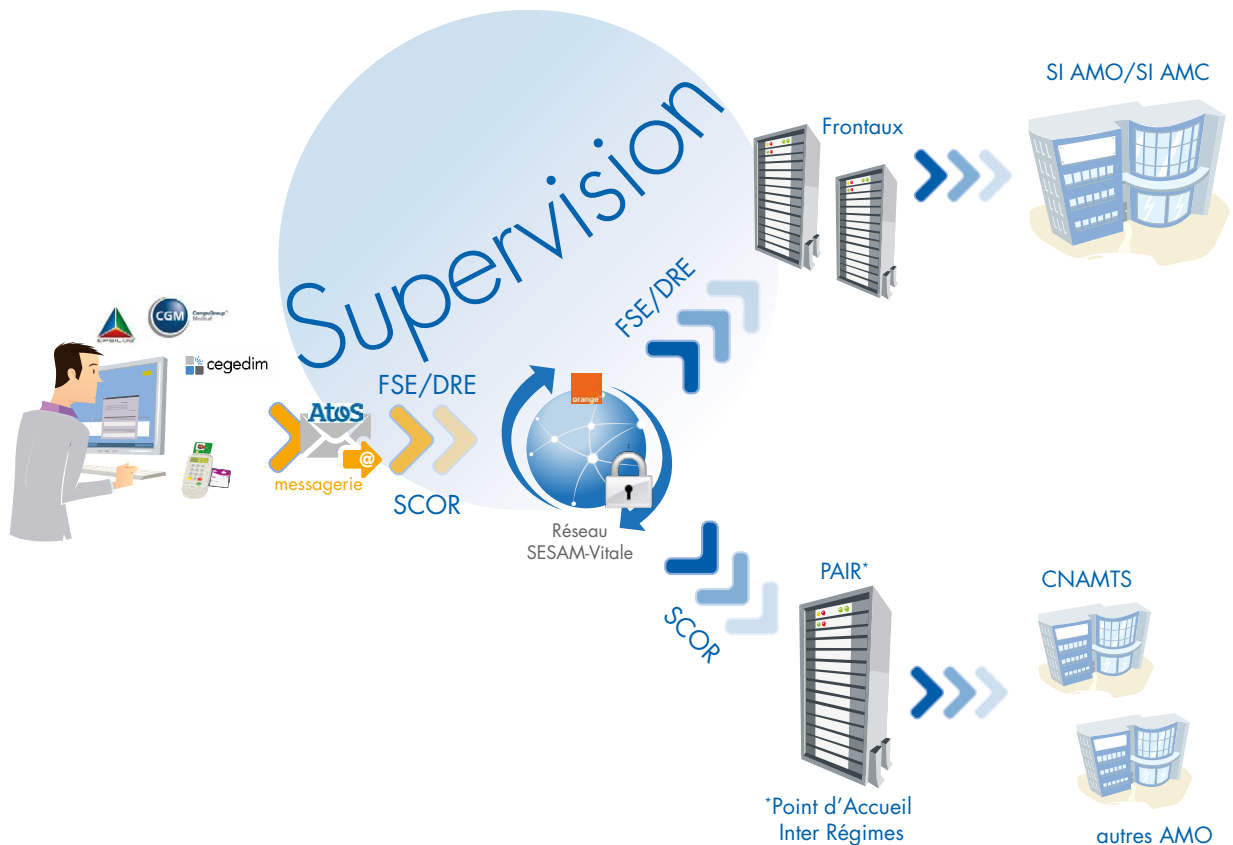 SI AMO/SI AMC
Frontaux
Supervision
FSE/DRE
EPSILOG
CGM
CompuGroup
Medical
cegedim
FSE/DRE
orange
AtoS
@
messagerie
SCOR
Réseau
SESAM-Vitale
SCOR
PAIR*
CNAMTS
*Point d'Accueil
Inter Régimes
autres AMO